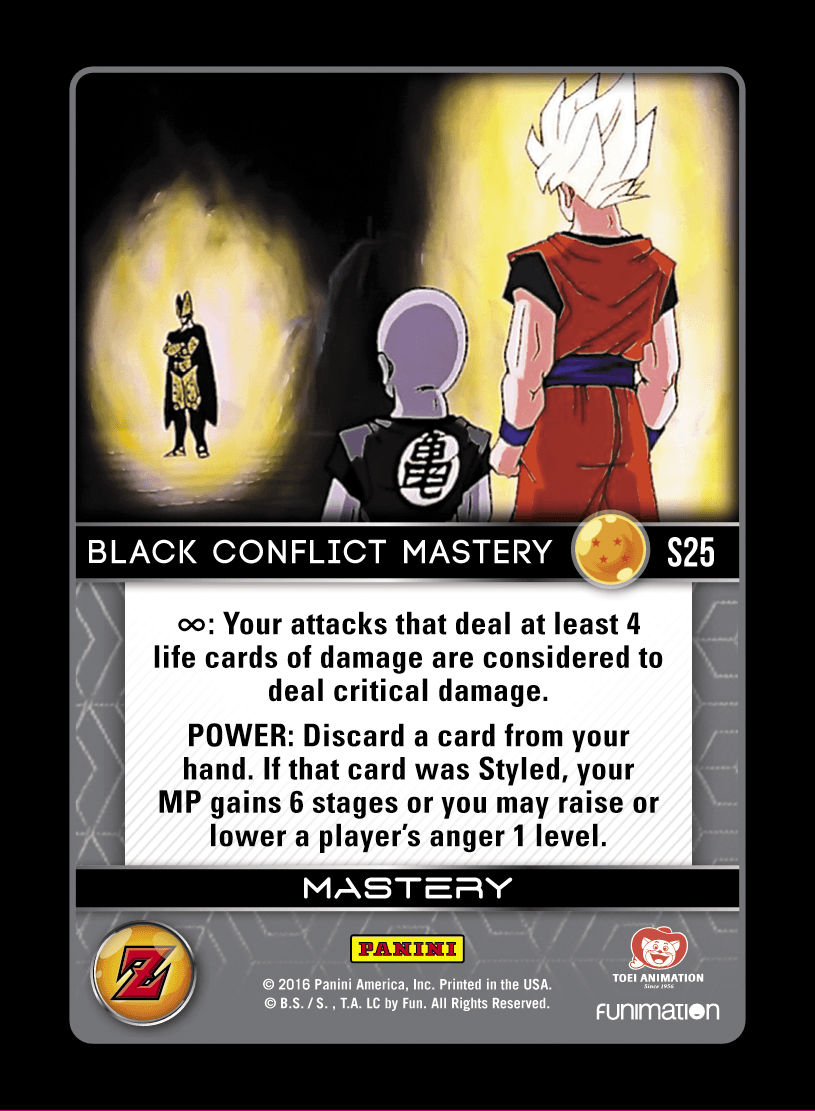 亀
BLACK CONFLICT MASTERY S25
∞: Your attacks that deal at least 4
life cards of damage are considered to
deal critical damage.
POWER: Discard a card from your
hand. If that card was Styled, your
MP gains 6 stages or you may raise or
lower a player's anger 1 level.
MASTERY
Z
PANINI
© 2016 Panini America, Inc. Printed in the USA.
© B.S. / S. , T.A. LC by Fun. All Rights Reserved.
TOEI ANIMATION
Since 1956
FUNIMATION